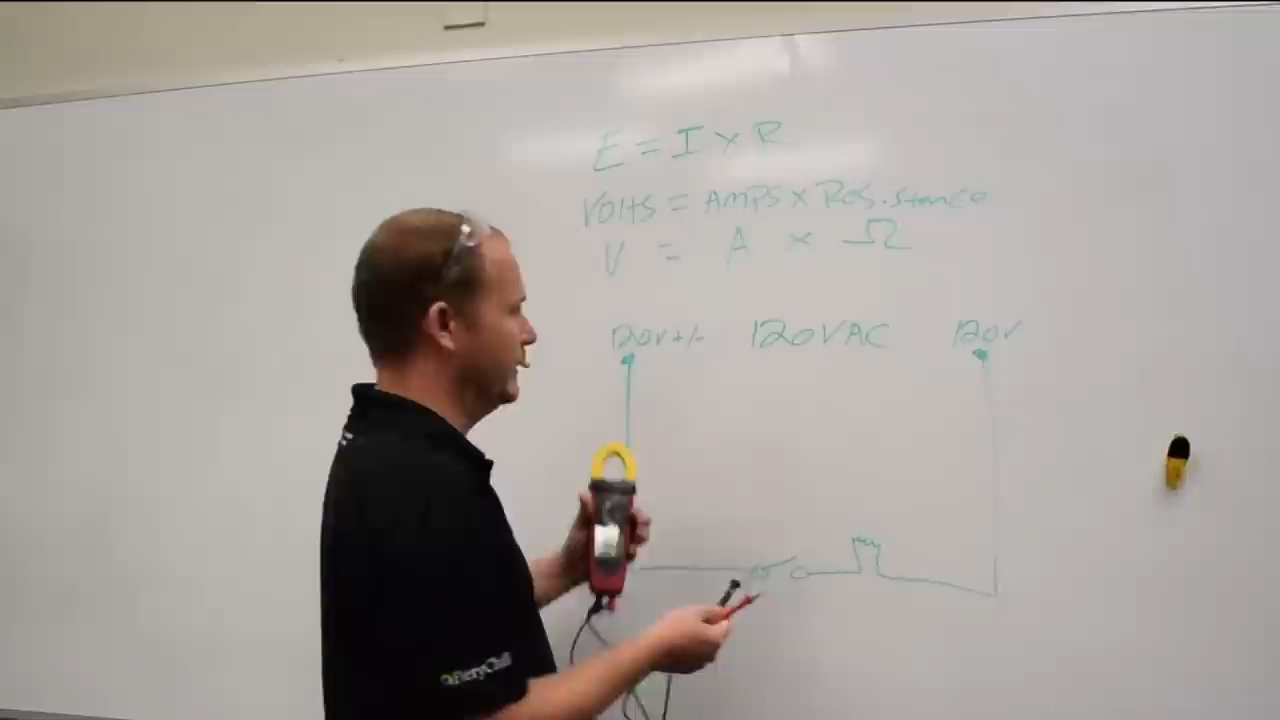 E = I x R
VOLTS = AMPS x Resistance
V = A x Ω
120v +/- 120VAC 120v